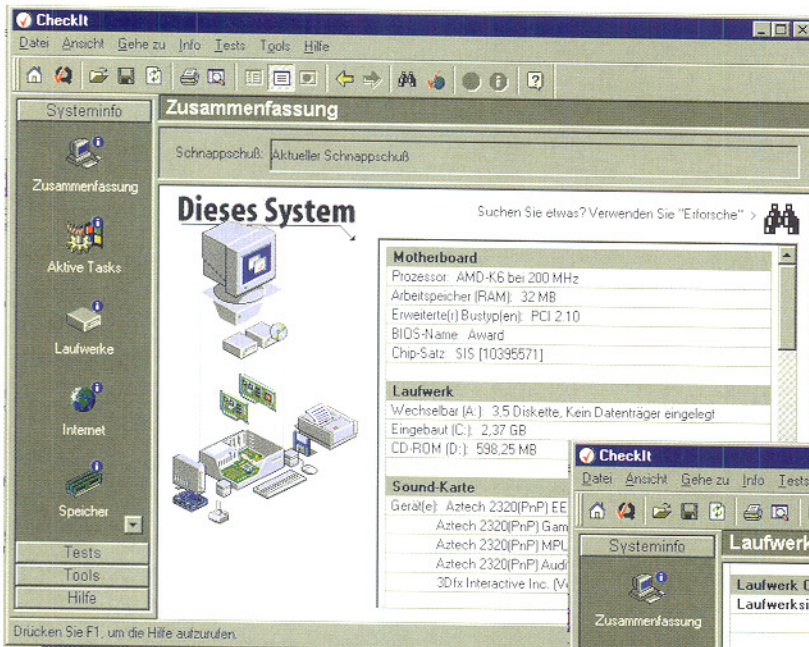 CheckIt
Datei Ansicht Gehe zu Info Tests Tools Hilfe
Systeminfo
Zusammenfassung
Aktive Tasks
Laufwerke
Internet
Speicher
Tests
Tools
Hilfe
Zusammenfassung
Schnappschuß: Aktueller Schnappschuß
Dieses System
Suchen Sie etwas? Verwenden Sie "Erforsche" >
Motherboard
Prozessor: AMD-K6 bei 200 MHz
Arbeitspeicher (RAM): 32 MB
Erweiterte(r) Bustyp(en): PCI 2.10
BIOS-Name: Award
Chip-Satz: SIS [10395571]
Laufwerk
Wechselbar (A:) 3,5 Diskette, Kein Datenträger eingelegt
Eingebaut (C:) 2,37 GB
CD-ROM (D:) 598,25 MB
Sound-Karte
Gerät(e): Aztech 2320(PnP) EE
Aztech 2320(PnP) Gam
Aztech 2320(PnP) MPU
Aztech 2320(PnP) Audi
3Dfx Interactive Inc. (Vo
Drücken Sie F1, um die Hilfe aufzurufen.
CheckIt
Datei Ansicht Gehe zu Info Tests
Systeminfo
Zusammenfassung
Laufwerk
Laufwerk
Laufwerksi